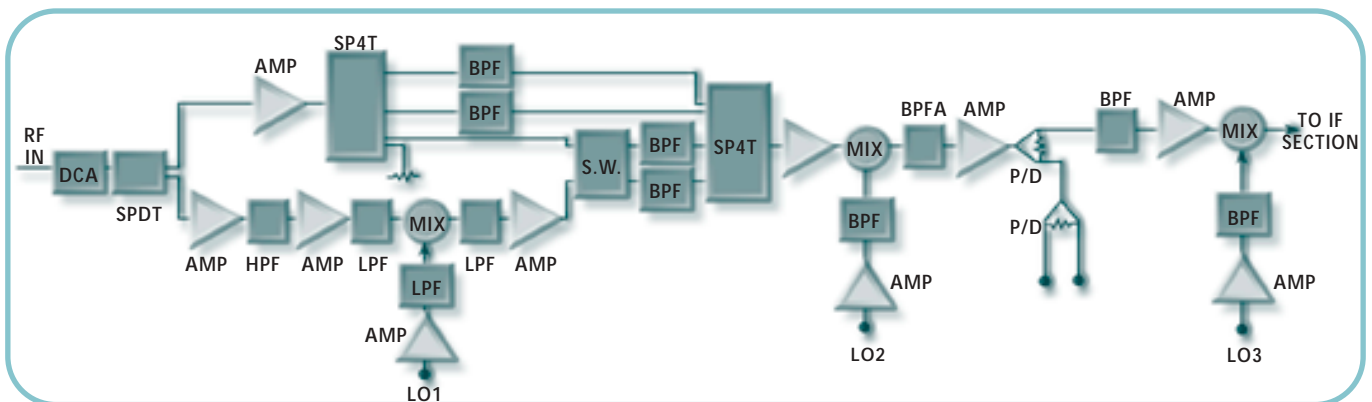 SP4T
AMP
BPF
BPF
RF
IN
DCA
SPDT
S.W.
BPF
BPF
SP4T
MIX
BPFA
AMP
P/D
P/D
BPF
AMP
MIX
TO IF
SECTION
AMP
HPF
AMP
LPF
MIX
LPF
AMP
LPF
AMP
LO1
BPF
AMP
LO2
BPF
AMP
LO3